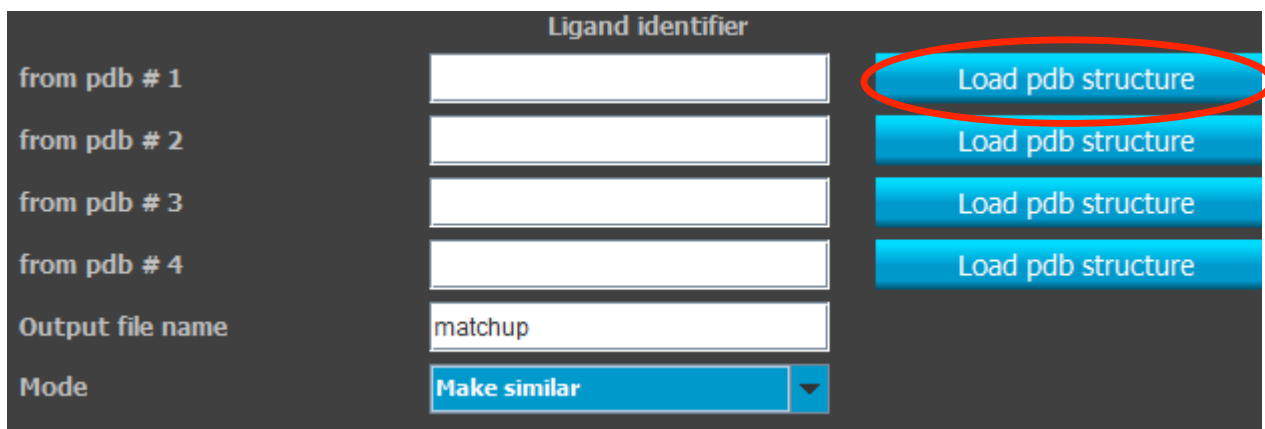 Ligand identifier
from pdb # 1 Load pdb structure
from pdb # 2 Load pdb structure
from pdb # 3 Load pdb structure
from pdb # 4 Load pdb structure
Output file name matchup
Mode Make similar